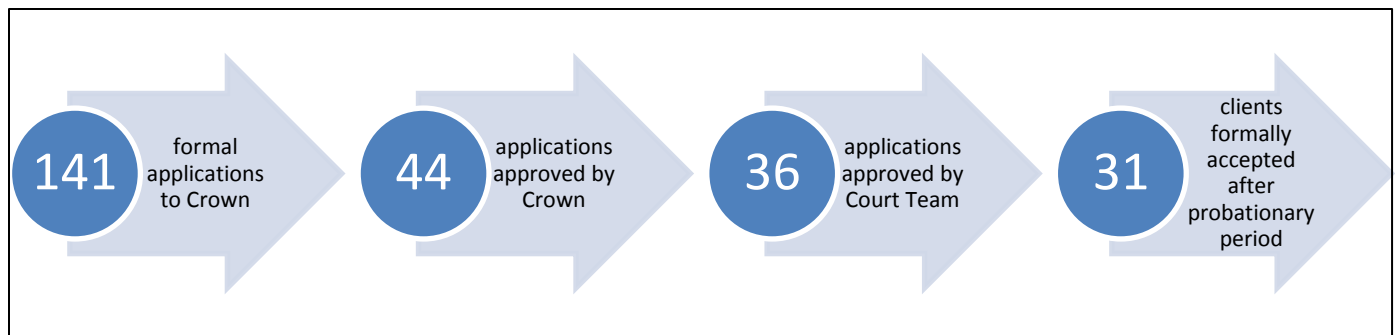 141
formal
applications
to Crown
44
applications
approved by
Crown
36
applications
approved by
Court Team
31
clients
formally
accepted
after
probationary
period